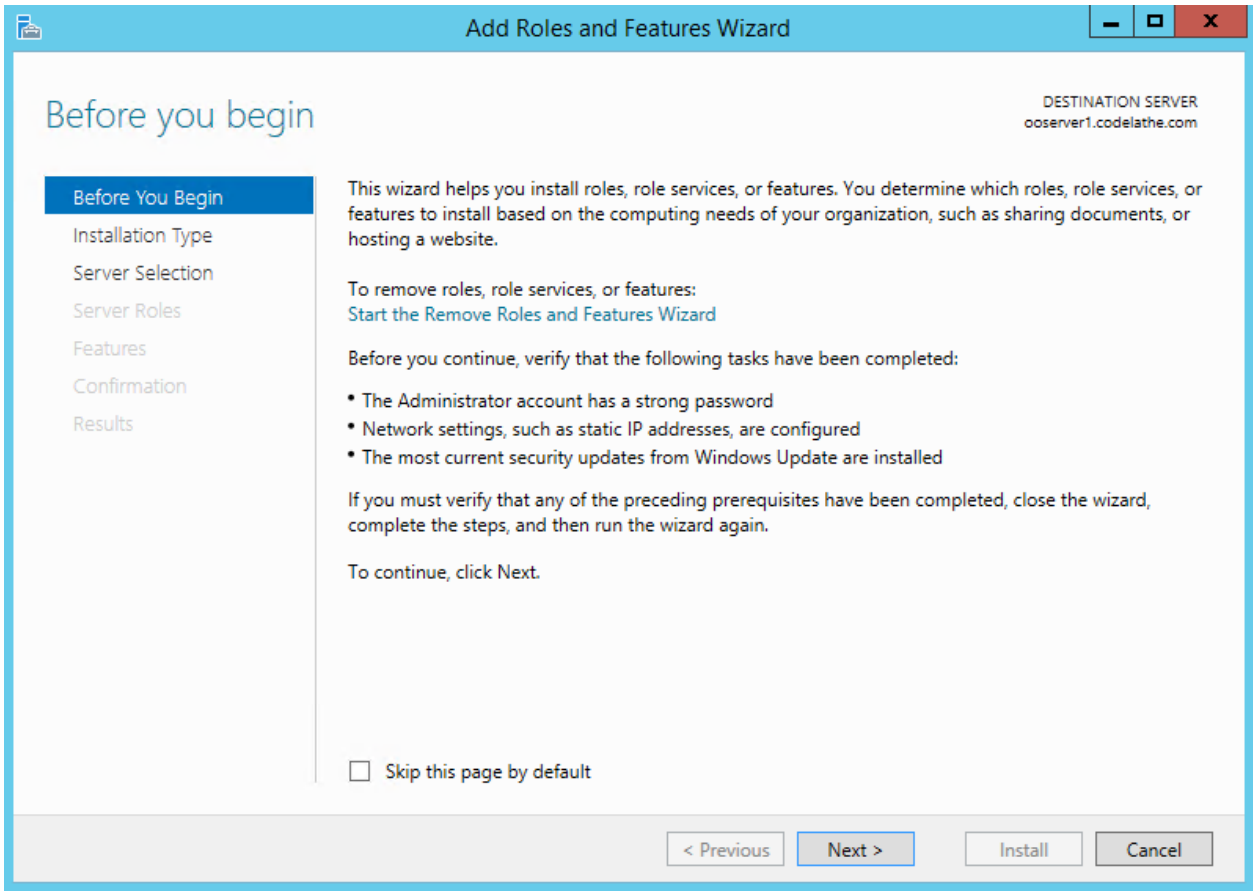 Add Roles and Features Wizard
x
Before you begin
DESTINATION SERVER
ooserver1.codelathe.com
Before You Begin
Installation Type
Server Selection
Server Roles
Features
Confirmation
Results
This wizard helps you install roles, role services, or features. You determine which roles, role services, or
features to install based on the computing needs of your organization, such as sharing documents, or
hosting a website.
To remove roles, role services, or features:
Start the Remove Roles and Features Wizard
Before you continue, verify that the following tasks have been completed:
• The Administrator account has a strong password
• Network settings, such as static IP addresses, are configured
• The most current security updates from Windows Update are installed
If you must verify that any of the preceding prerequisites have been completed, close the wizard,
complete the steps, and then run the wizard again.
To continue, click Next.
Skip this page by default
< Previous
Next >
Install
Cancel